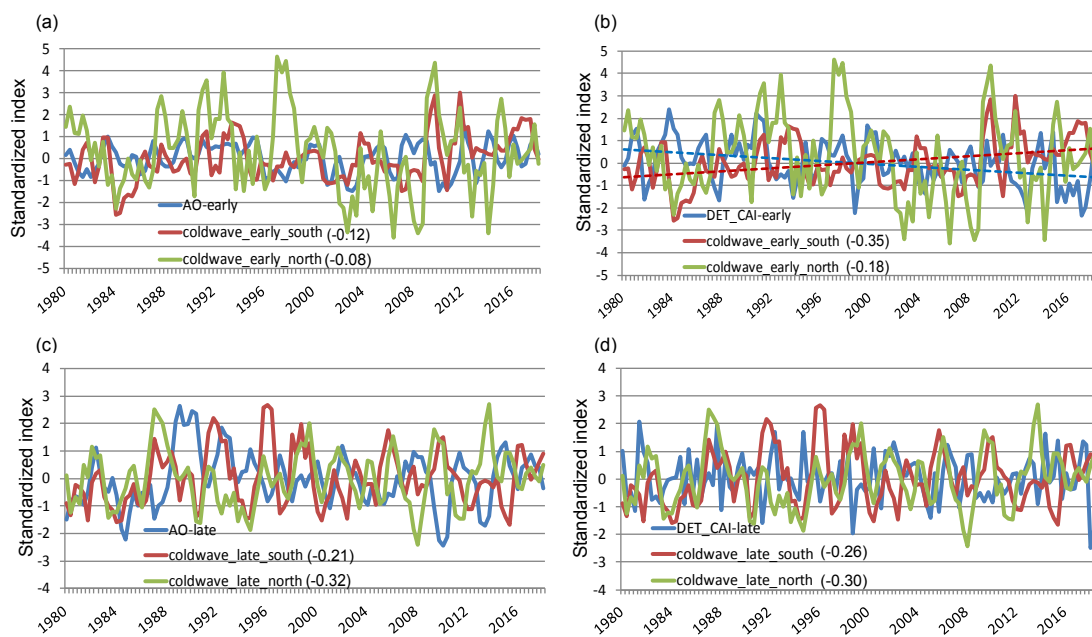 (a)
Standardized index
5
4
3
2
1
0
-1
-2
-3
-4
-5
AO-early
coldwave_early_south (-0.12)
coldwave_early_north (-0.08)
1980 1984 1988 1992 1996 2000 2004 2008 2012 2016
(b)
Standardized index
5
4
3
2
1
0
-1
-2
-3
-4
-5
DET_CAI-early
coldwave_early_south (-0.35)
coldwave_early_north (-0.18)
1980 1984 1988 1992 1996 2000 2004 2008 2012 2016
(c)
Standardized index
4
3
2
1
0
-1
-2
-3
-4
AO-late
coldwave_late_south (-0.21)
coldwave_late_north (-0.32)
1980 1984 1988 1992 1996 2000 2004 2008 2012 2016
(d)
Standardized index
4
3
2
1
0
-1
-2
-3
-4
DET_CAI-late
coldwave_late_south (-0.26)
coldwave_late_north (-0.30)
1980 1984 1988 1992 1996 2000 2004 2008 2012 2016